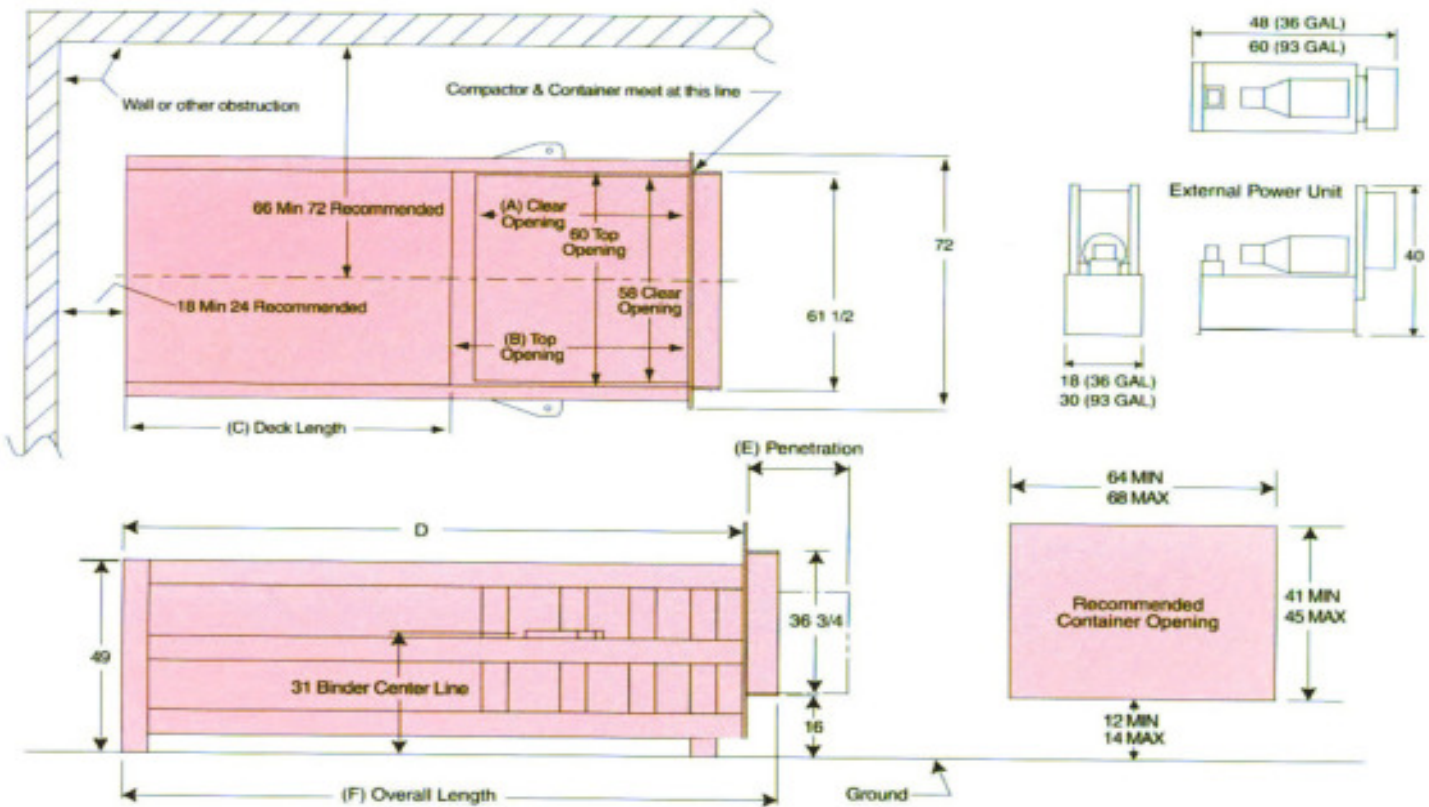 48 (36 GAL)
60 (93 GAL)
Wall or other obstruction
Compactor & Container meet at this line
External Power Unit
66 Min 72 Recommended
(A) Clear
Opening
60 Top
Opening
72
40
18 Min 24 Recommended
58 Clear
Opening
61 1/2
(B) Top
Opening
18 (36 GAL)
30 (93 GAL)
(C) Deck Length
(E) Penetration
64 MIN
68 MAX
D
49
36 3/4
Recommended
Container Opening
41 MIN
45 MAX
31 Binder Center Line
16
12 MIN
14 MAX
(F) Overall Length
Ground